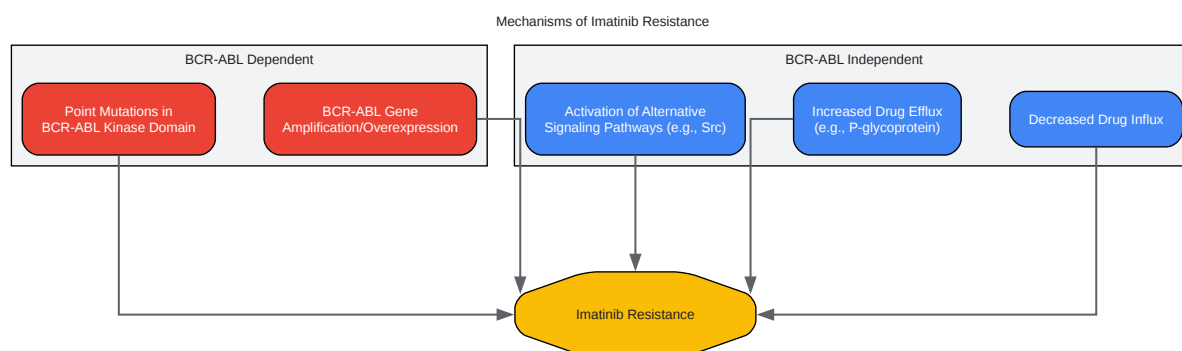 Mechanisms of Imatinib Resistance
BCR-ABL Dependent
Point Mutations in
BCR-ABL Kinase Domain
BCR-ABL Gene
Amplification/Overexpression
BCR-ABL Independent
Activation of Alternative
Signaling Pathways (e.g., Src)
Increased Drug Efflux
(e.g., P-glycoprotein)
Decreased Drug Influx
Imatinib Resistance